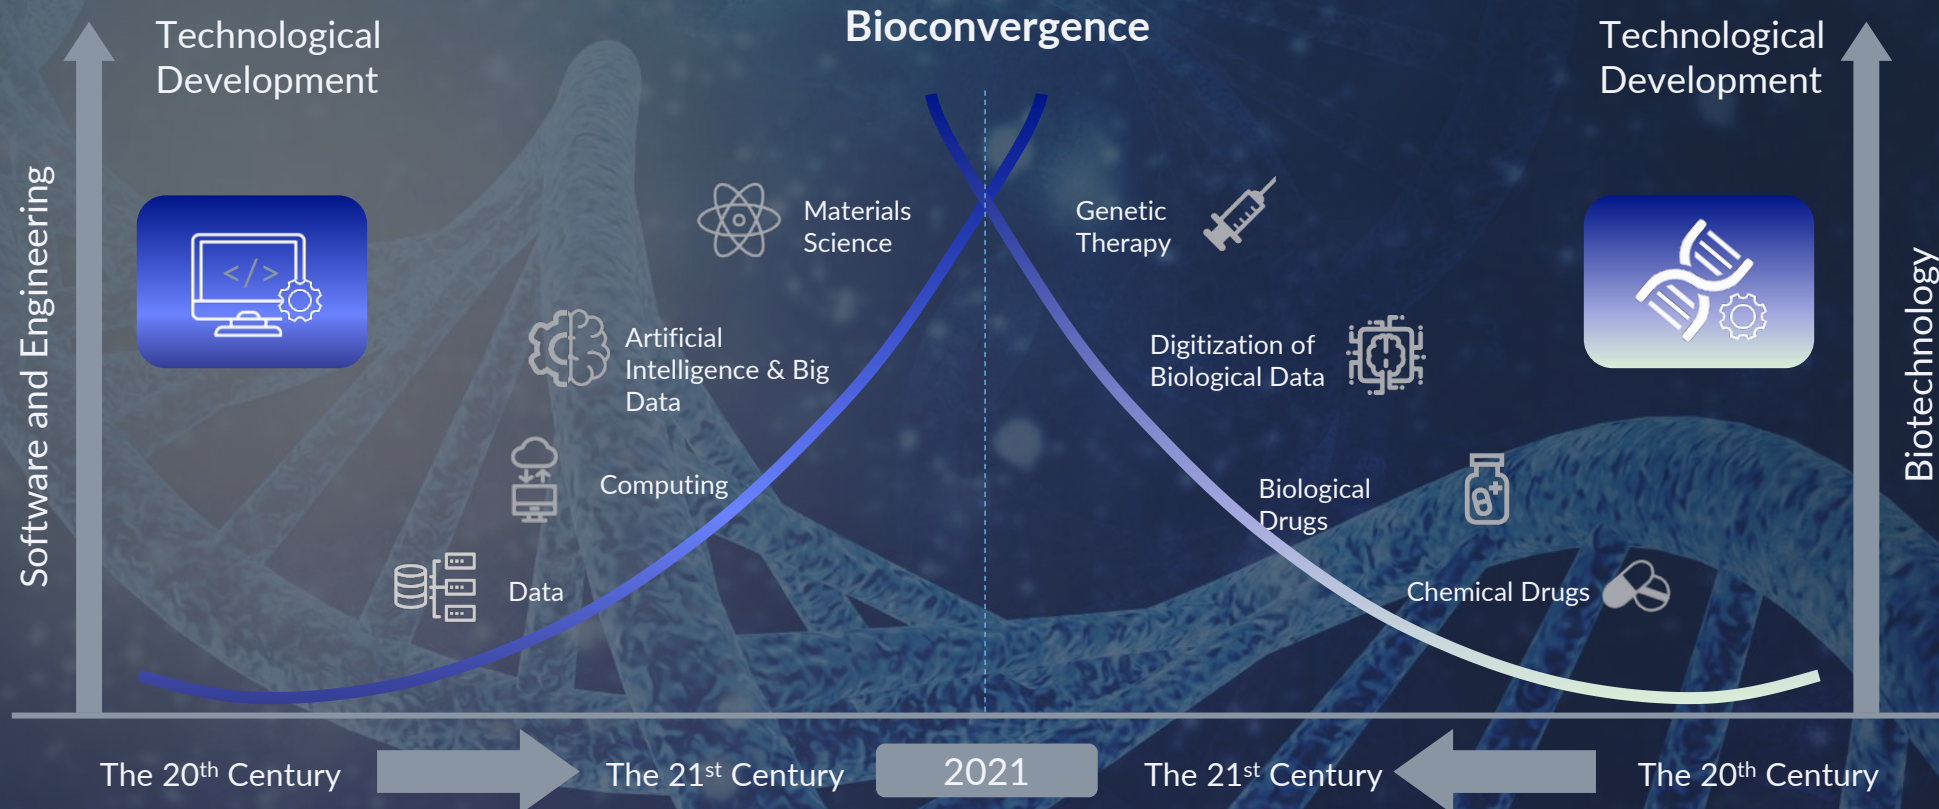 Bioconvergence
Technological
Development
Technological
Development
Software and Engineering
Biotechnology
</>
Materials
Science
Genetic
Therapy
Artificial
Intelligence & Big
Data
Digitization of
Biological Data
Computing
Biological
Drugs
Data
Chemical Drugs
The 20th Century
The 21st Century
2021
The 21st Century
The 20th Century